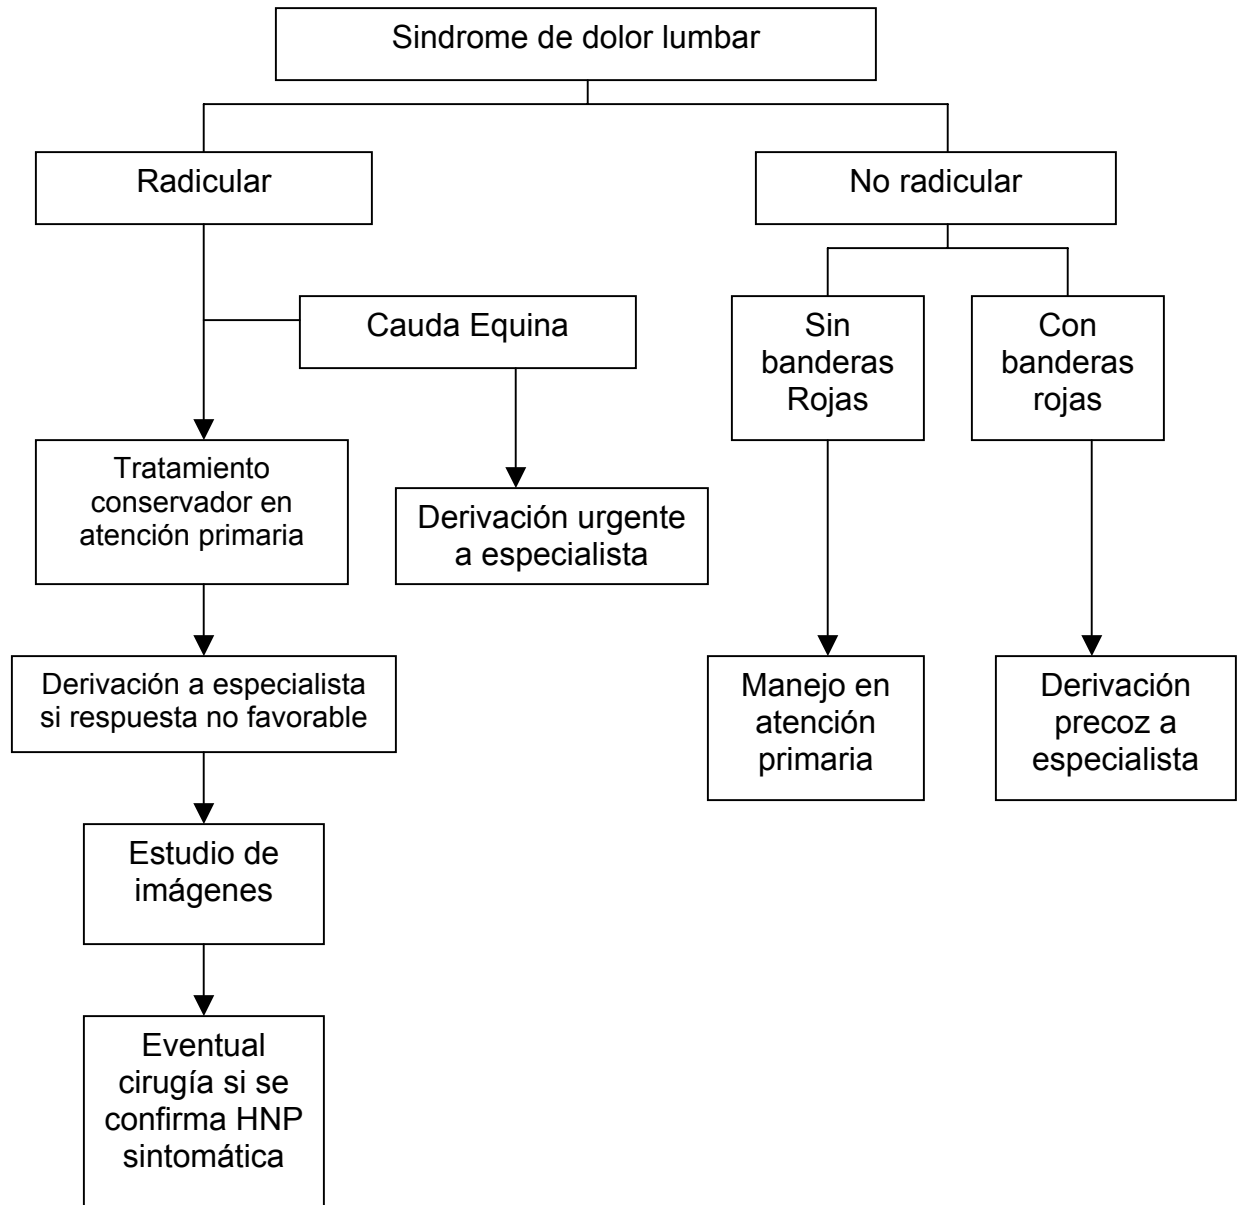 Sindrome de dolor lumbar
Radicular
No radicular
Cauda Equina
Sin
banderas
Rojas
Con
banderas
rojas
Tratamiento
conservador en
atención primaria
Derivación urgente
a especialista
Derivación a especialista
si respuesta no favorable
Manejo en
atención
primaria
Derivación
precoz a
especialista
Estudio de
imágenes
Eventual
cirugía si se
confirma HNP
sintomática